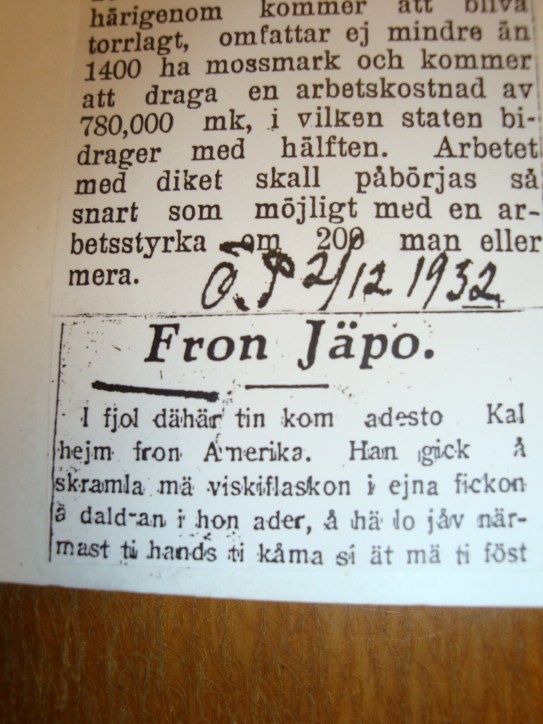 härigenom kommer att bliva
torrlagt, omfattar ej mindre än
1400 ha mossmark och kommer
att draga en arbetskostnad av
780,000 mk, i vilken staten bi-
drager med hälften. Arbetet
med diket skall påbörjas så
snart som möjligt med en ar-
betsstyrka om 200 man eller
mera.
Ö.P 2/12 1932
Fron Jäpo.
I fjol dähär tin kom adesto Kal
hejm fron Amerika. Han gick å
skramla mä viskiflaskon i ejna fickon
å dald-an i hon ader, å hä lo jåv när-
mast ti hands ti kåma si ät mä ti föst